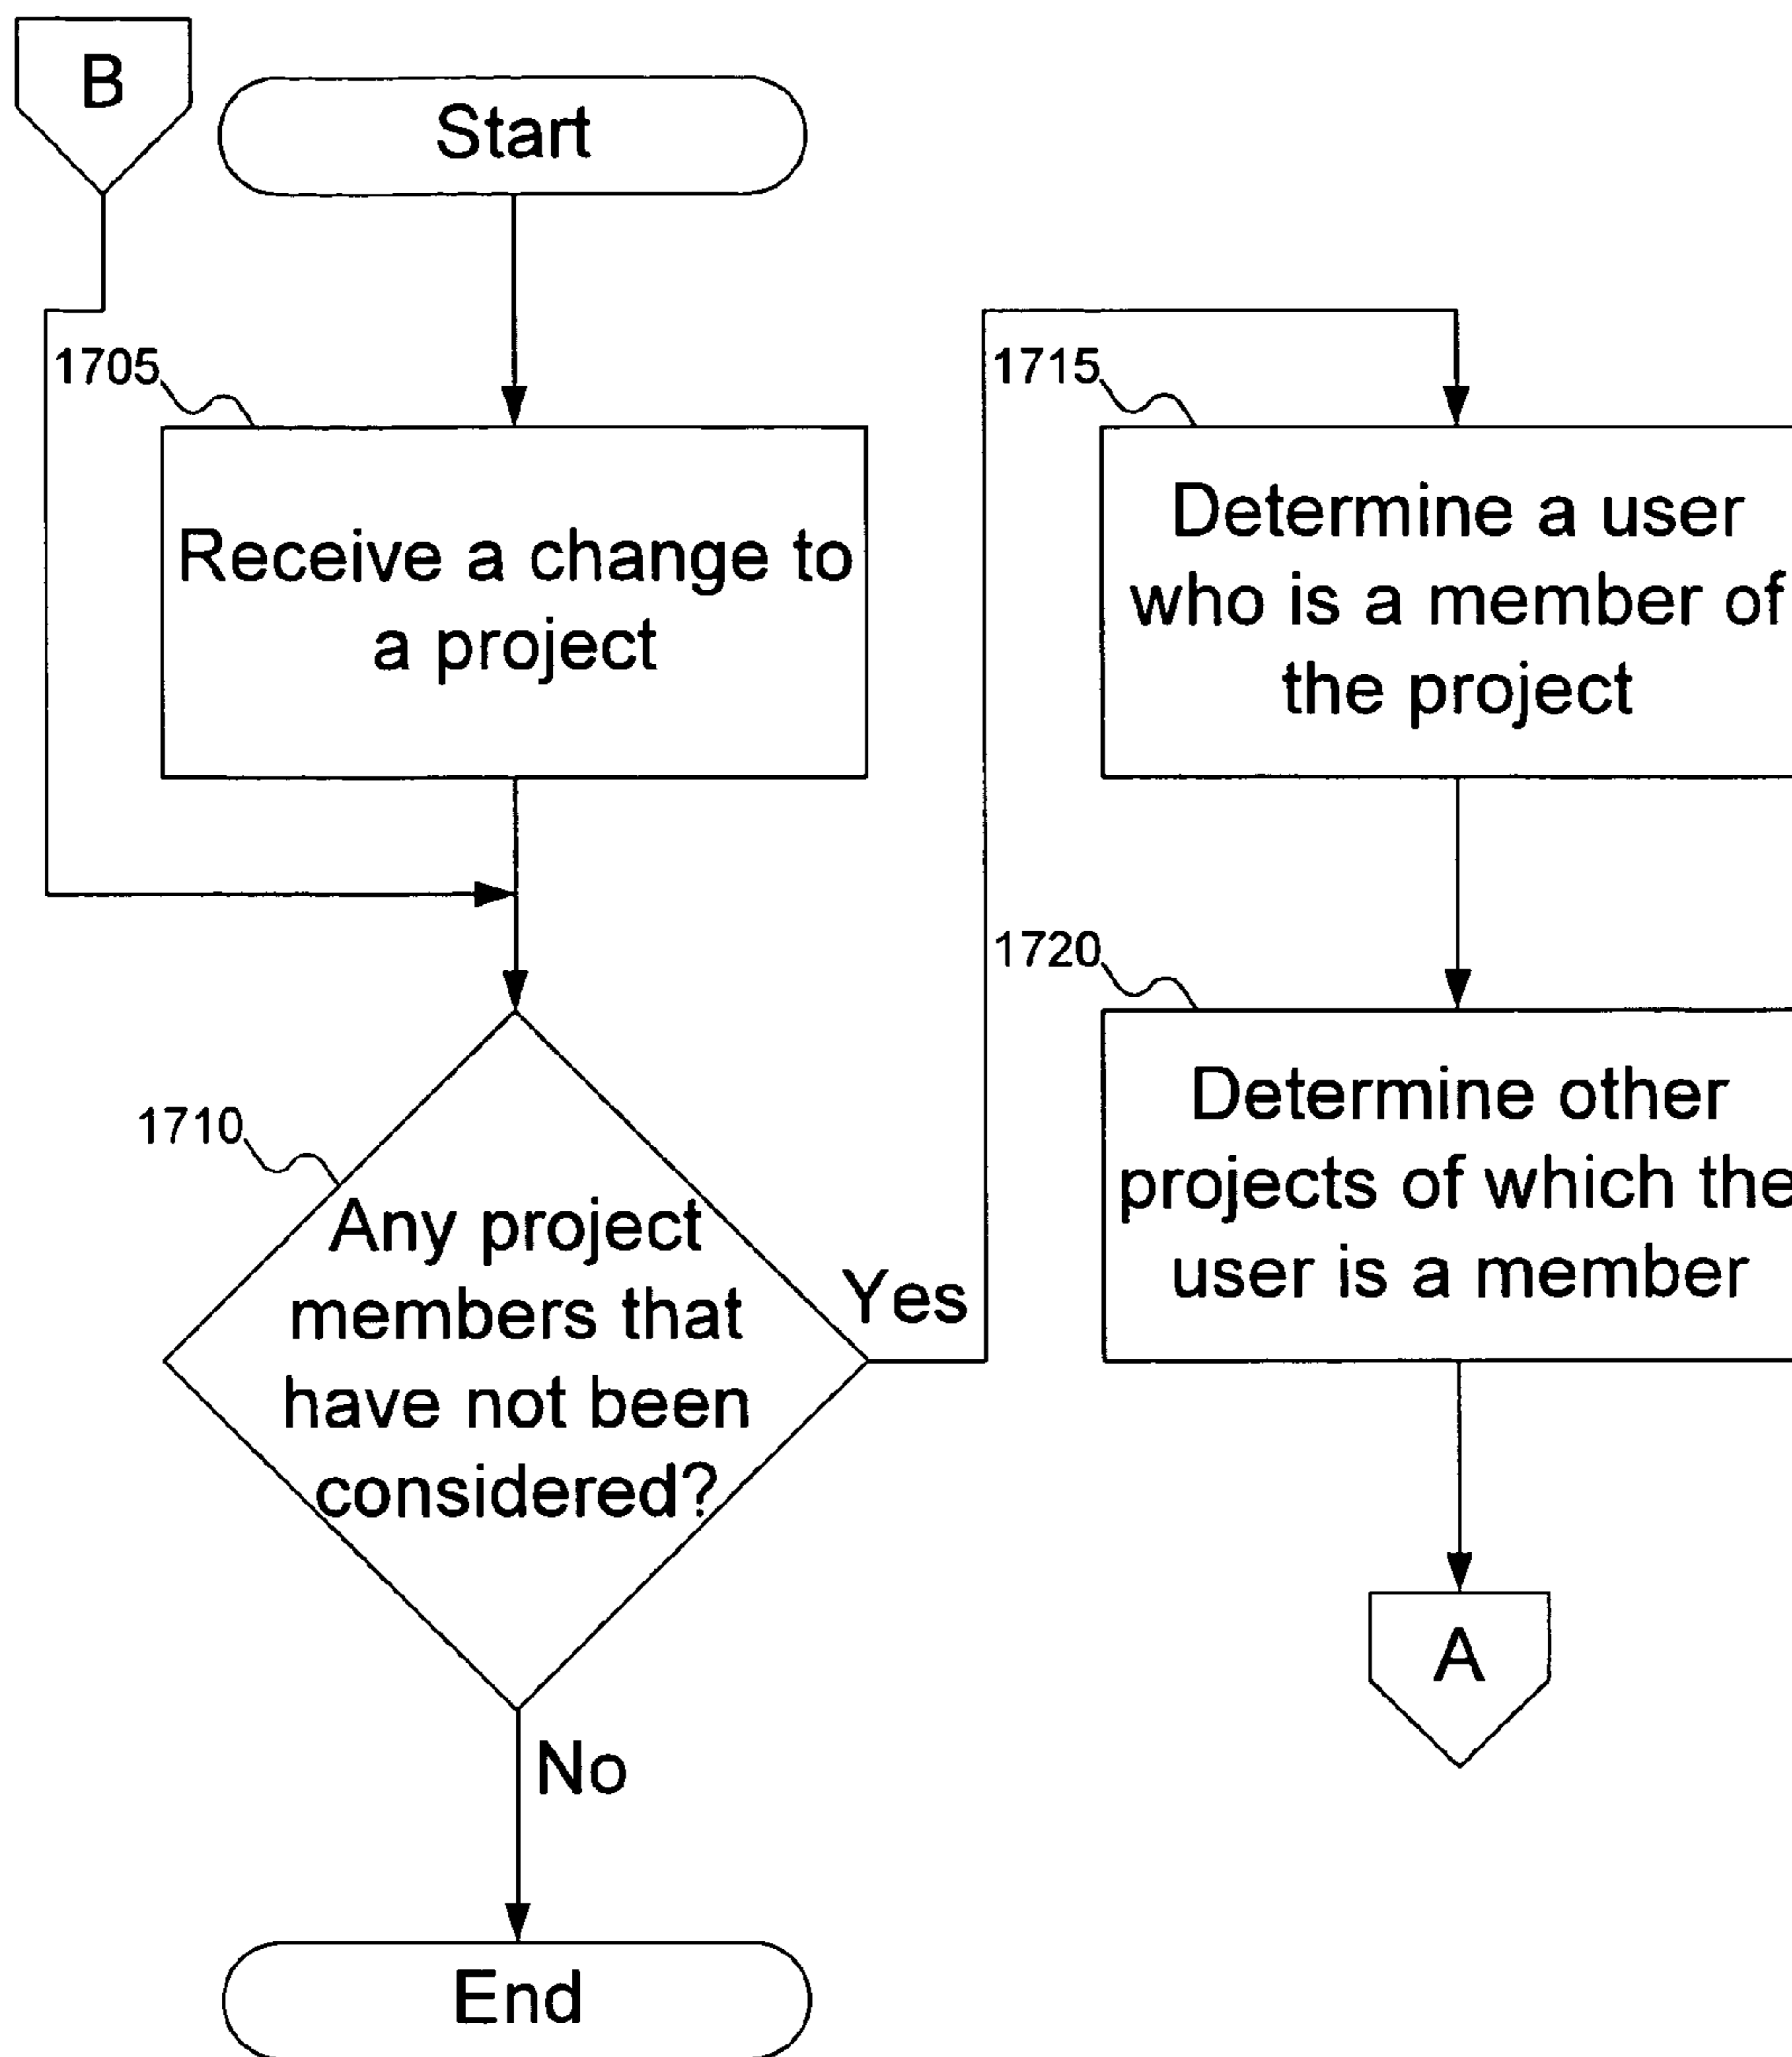 B
Start
1705
Receive a change to
a project
1710
Any project
members that
have not been
considered?
Yes
No
End
1715
Determine a user
who is a member of
the project
1720
Determine other
projects of which the
user is a member
A